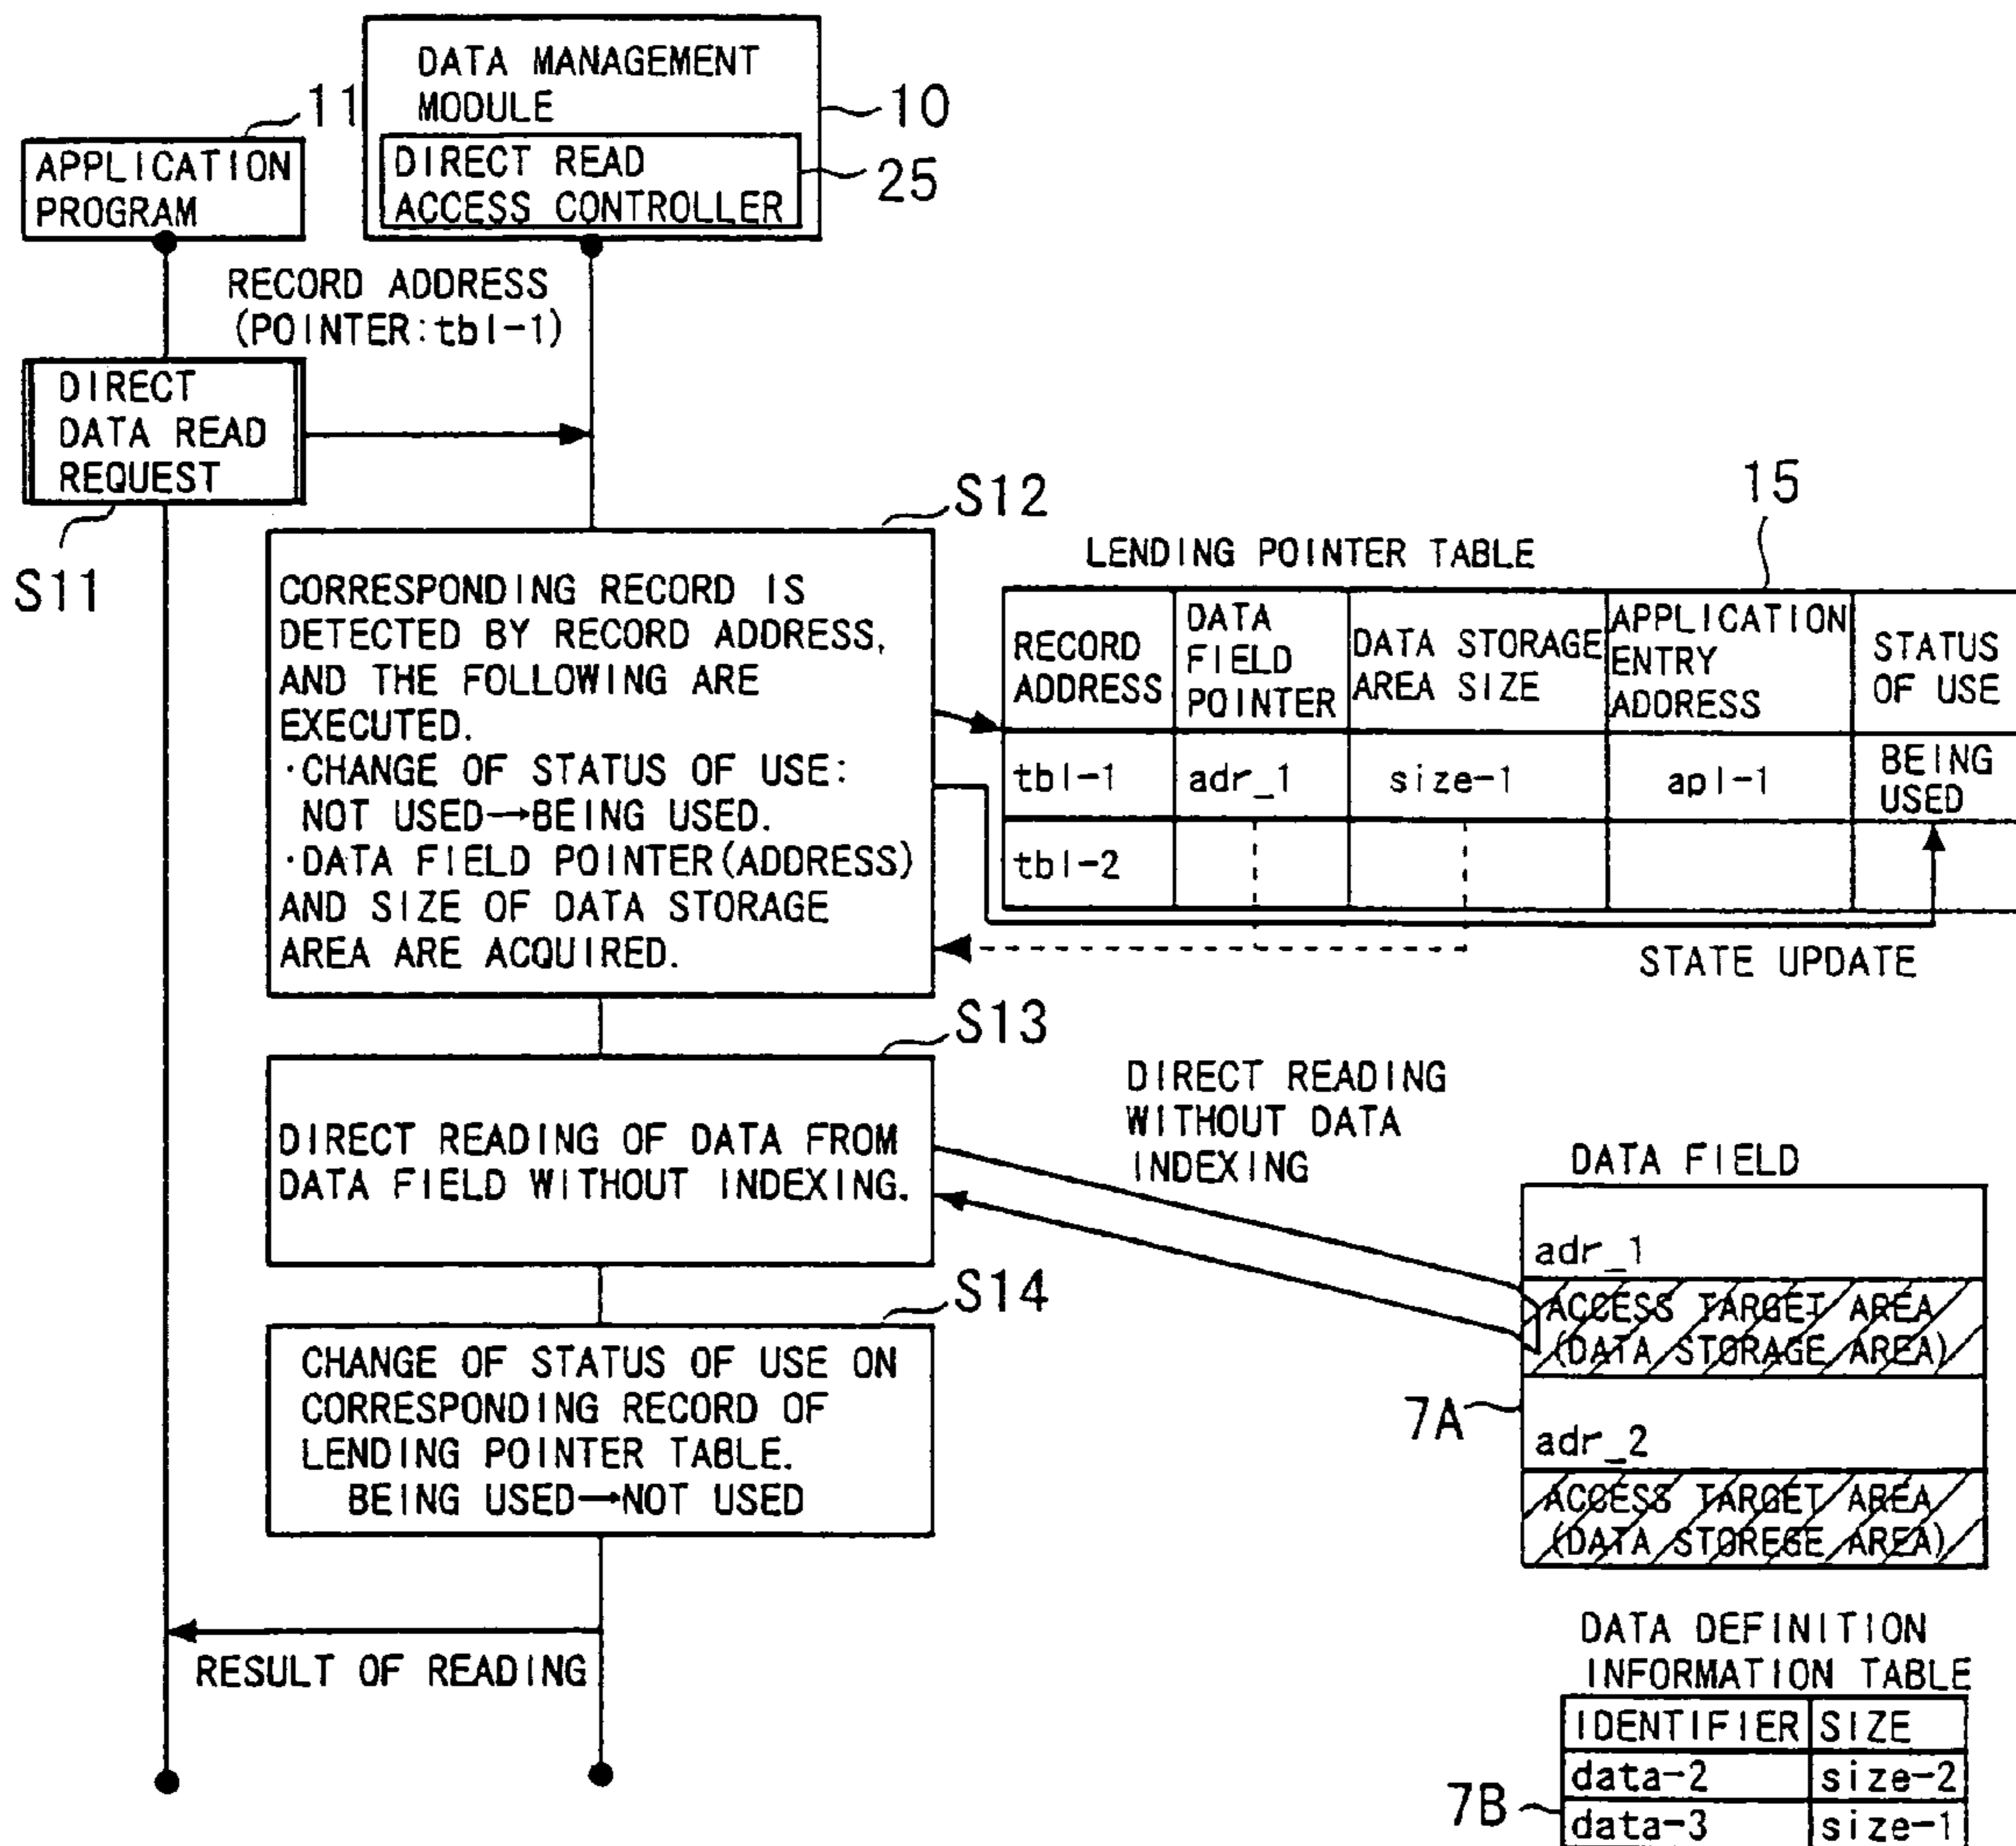 DATA MANAGEMENT
MODULE
10
DIRECT READ
ACCESS CONTROLLER
25
11
APPLICATION
PROGRAM
RECORD ADDRESS
(POINTER:tbl-1)
DIRECT
DATA READ
REQUEST
S11
S12
CORRESPONDING RECORD IS
DETECTED BY RECORD ADDRESS,
AND THE FOLLOWING ARE
EXECUTED.
·CHANGE OF STATUS OF USE:
NOT USED→BEING USED.
·DATA FIELD POINTER(ADDRESS)
AND SIZE OF DATA STORAGE
AREA ARE ACQUIRED.
15
LENDING POINTER TABLE
RECORD
ADDRESS
DATA
FIELD
POINTER
DATA STORAGE
AREA SIZE
APPLICATION
ENTRY
ADDRESS
STATUS
OF USE
tbl-1
adr_1
size-1
apl-1
BEING
USED
tbl-2
STATE UPDATE
S13
DIRECT READING OF DATA FROM
DATA FIELD WITHOUT INDEXING.
DIRECT READING
WITHOUT DATA
INDEXING
DATA FIELD
adr_1
ACCESS TARGET AREA
(DATA STORAGE AREA)
7A
adr_2
ACCESS TARGET AREA
(DATA STOREGE AREA)
S14
CHANGE OF STATUS OF USE ON
CORRESPONDING RECORD OF
LENDING POINTER TABLE.
BEING USED→NOT USED
RESULT OF READING
DATA DEFINITION
INFORMATION TABLE
IDENTIFIER SIZE
data-2 size-2
7B
data-3 size-1